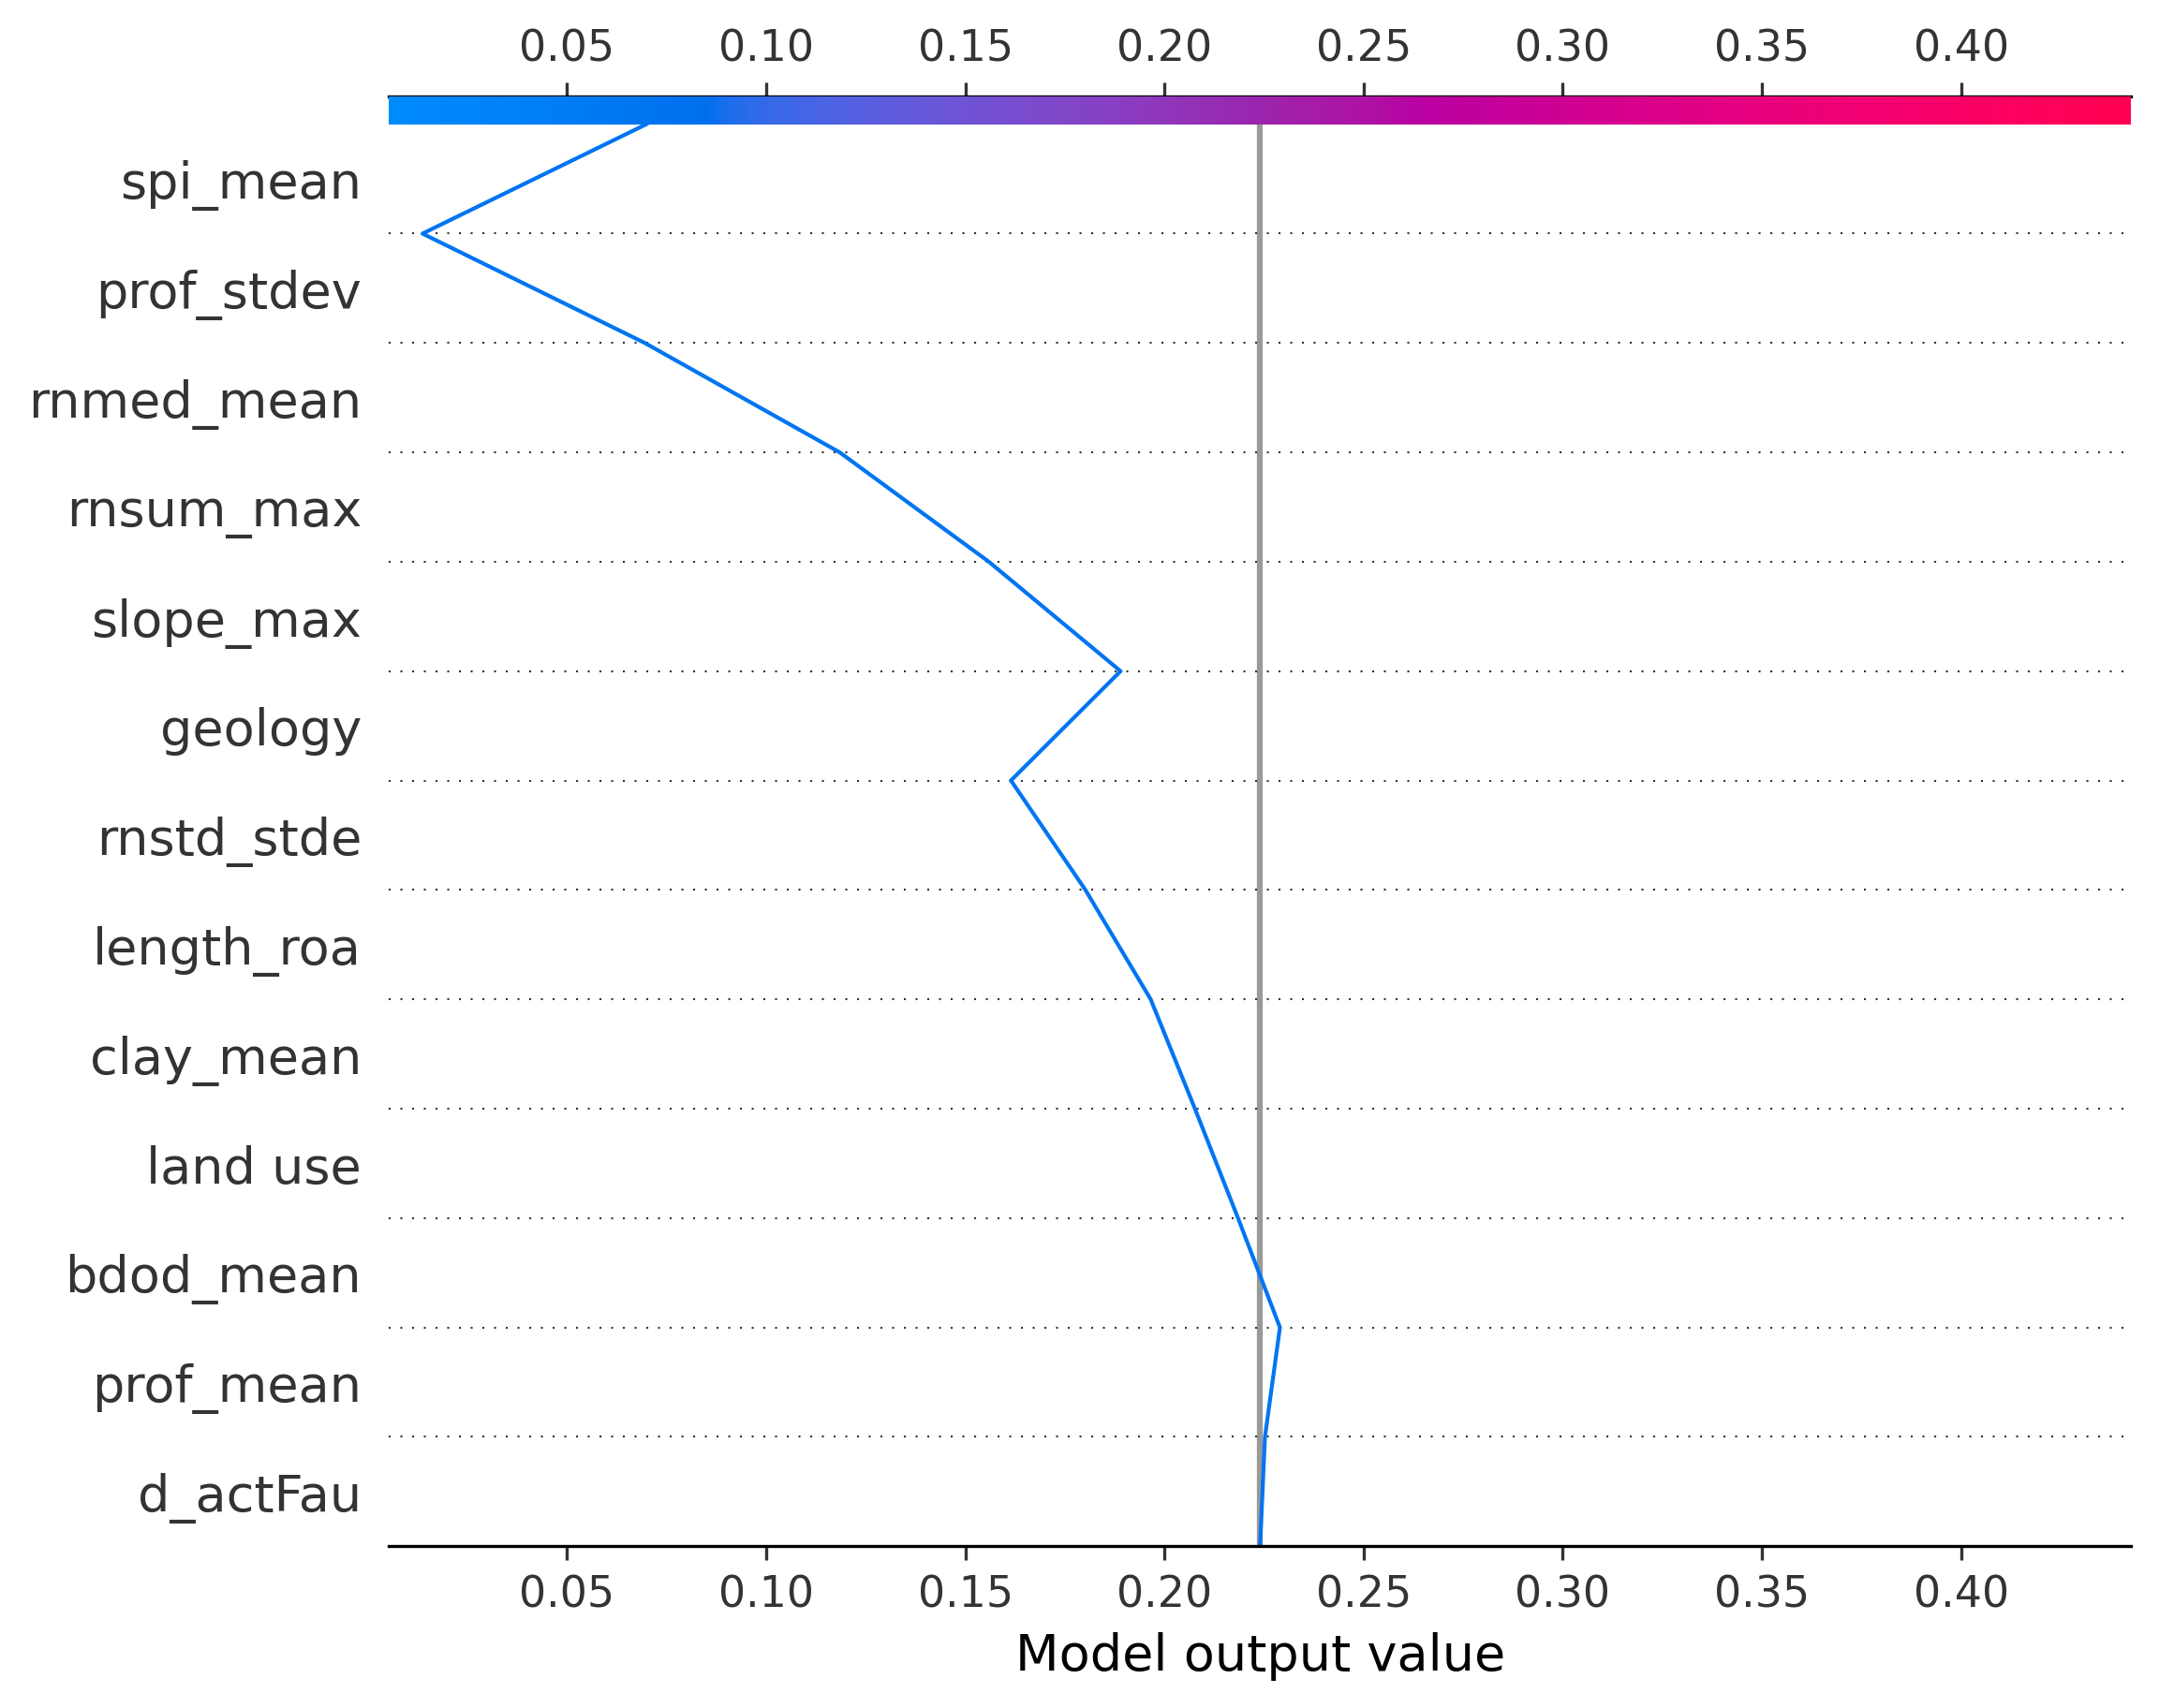 0.05 0.10 0.15 0.20 0.25 0.30 0.35 0.40
spi_mean
prof_stdev
rnmed_mean
rnsum_max
slope_max
geology
rnstd_stde
length_roa
clay_mean
land use
bdod_mean
prof_mean
d_actFau
0.05 0.10 0.15 0.20 0.25 0.30 0.35 0.40
Model output value